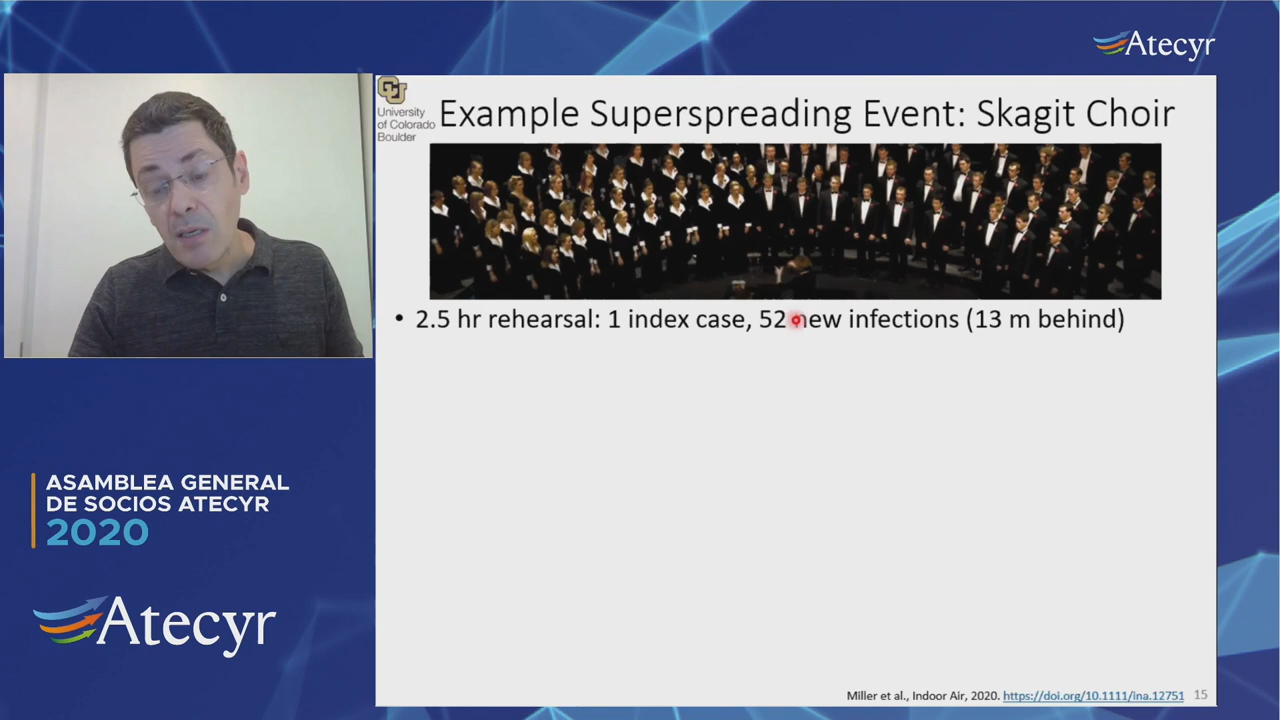 Atecyr
University
of Colorado
Boulder
Example Superspreading Event: Skagit Choir
• 2.5 hr rehearsal: 1 index case, 52 new infections (13 m behind)
ASAMBLEA GENERAL
DE SOCIOS ATECYR
2020
Atecyr
Miller et al., Indoor Air, 2020. https://doi.org/10.1111/ina.12751 15